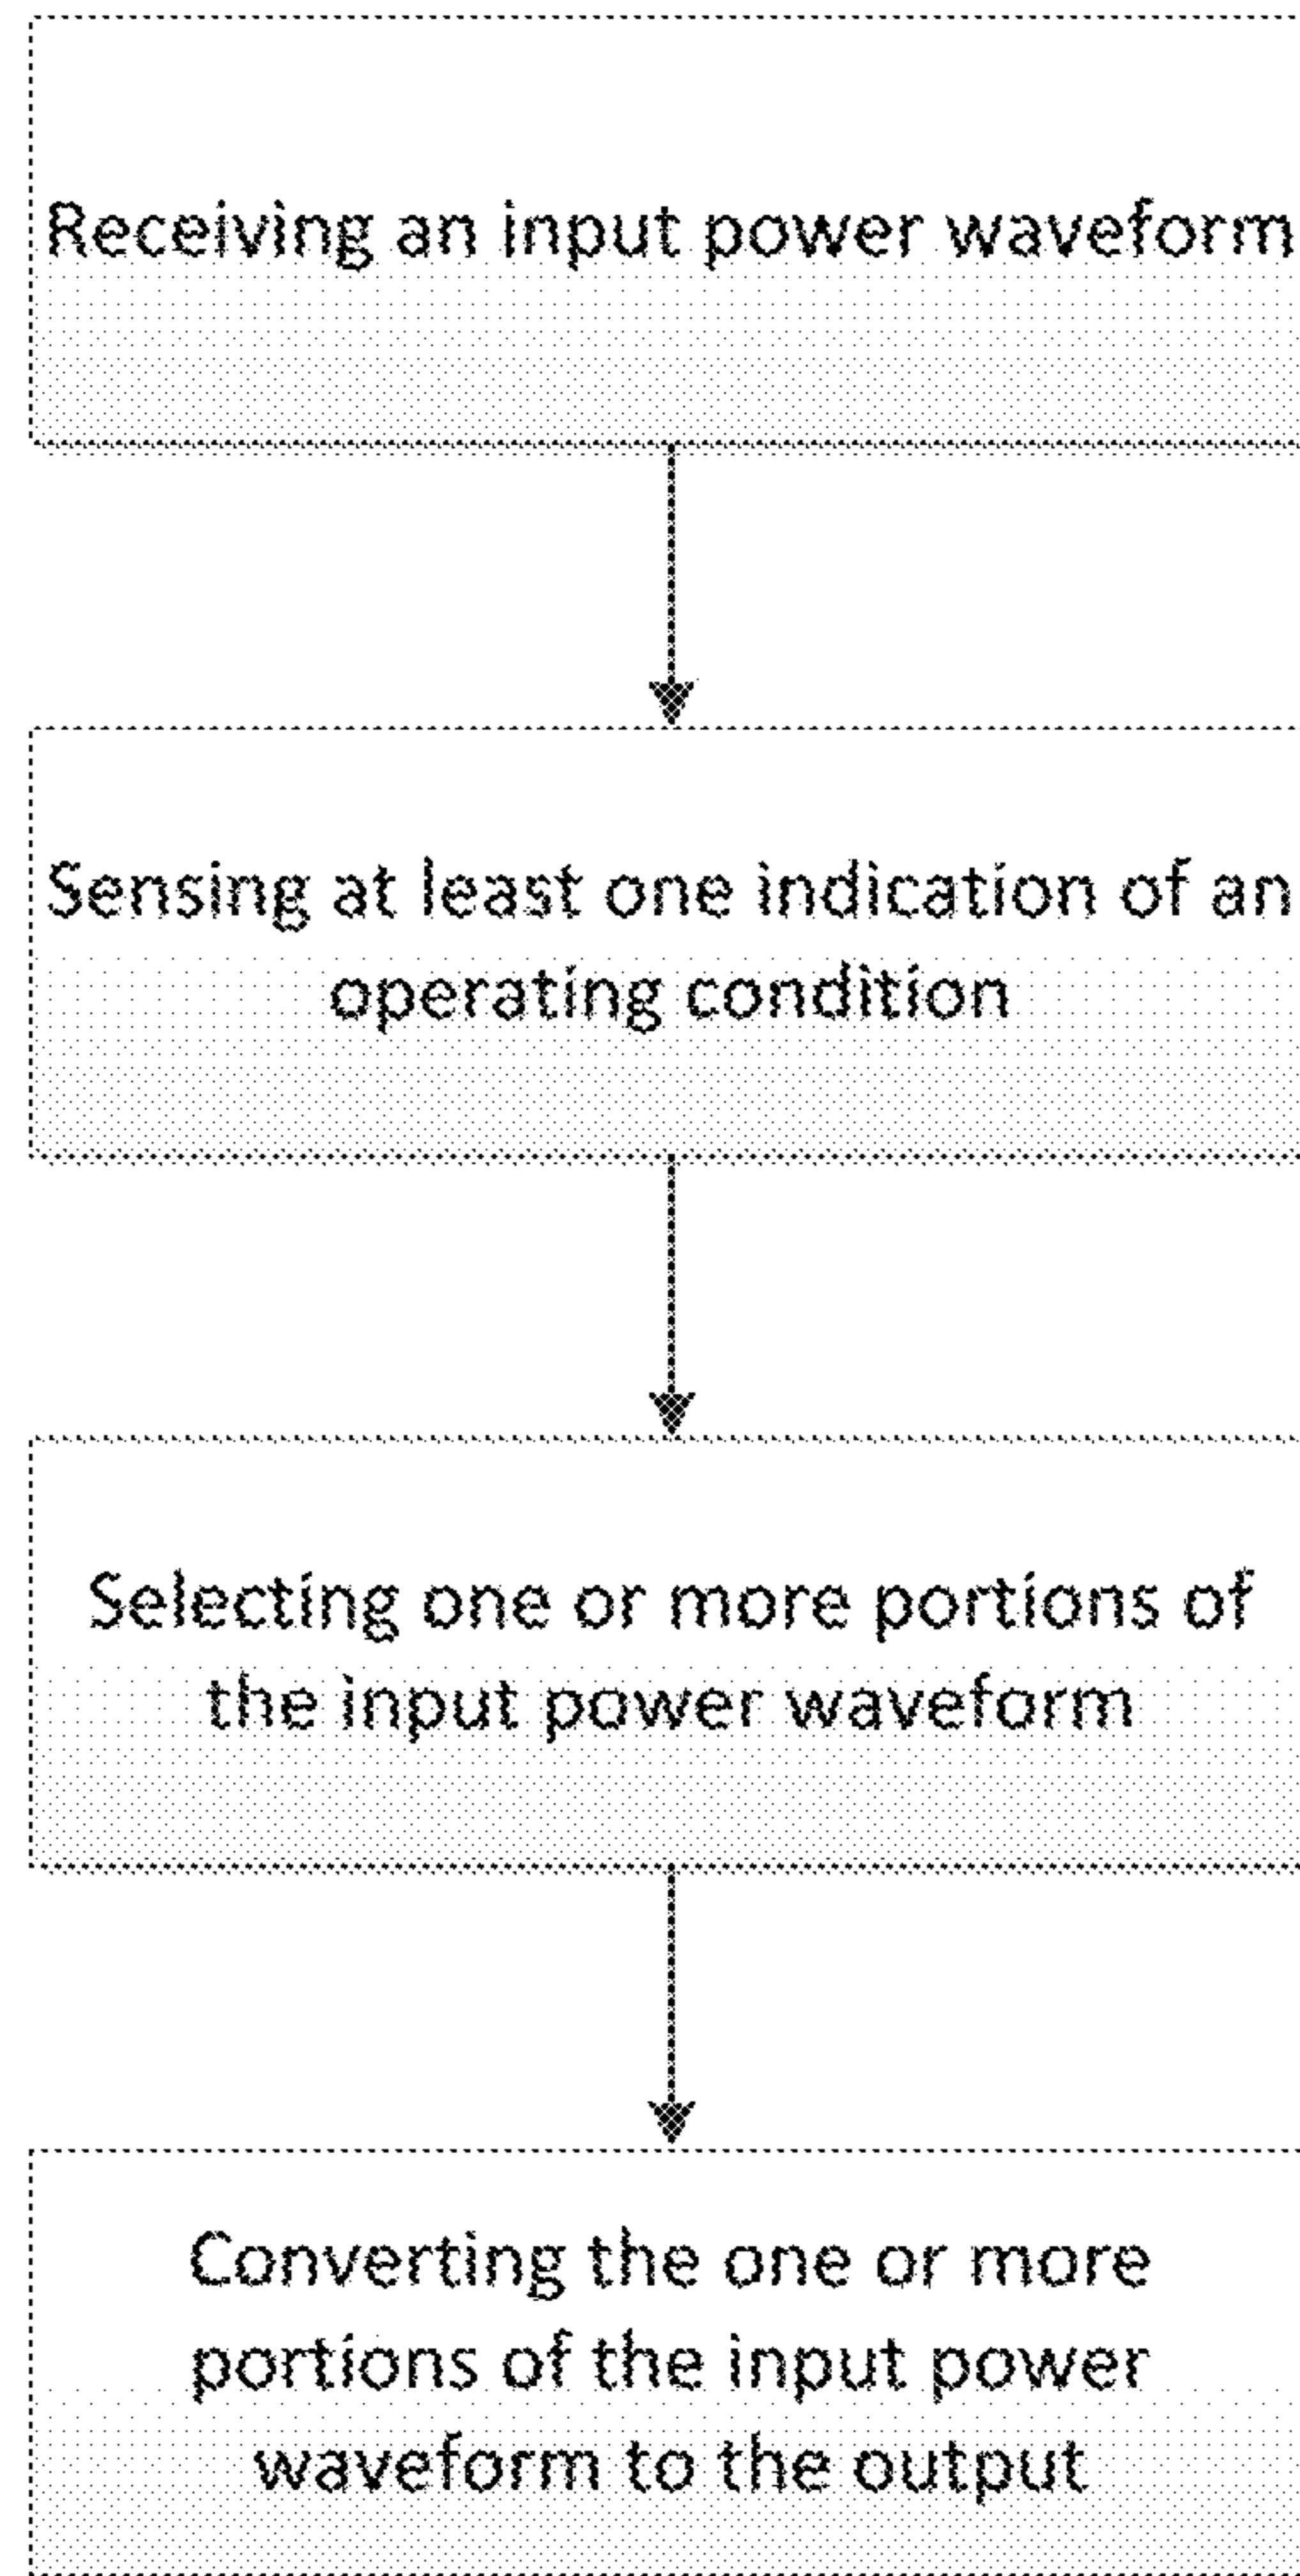 Receiving an input power waveform
Sensing at least one indication of an
operating condition
Selecting one or more portions of
the input power waveform
Converting the one or more
portions of the input power
waveform to the output